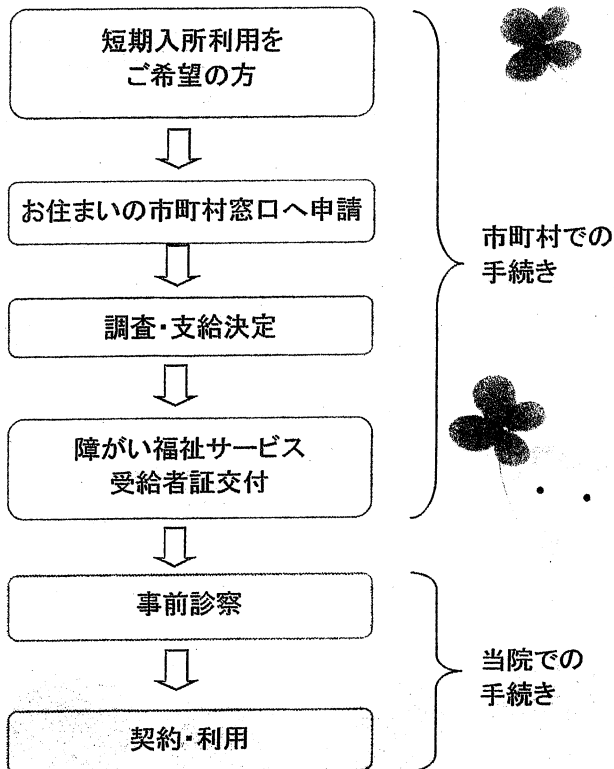 短期入所利用を
ご希望の方
お住まいの市町村窓口へ申請
調査・支給決定
障がい福祉サービス
受給者証交付
市町村での
手続き
事前診察
契約・利用
当院での
手続き